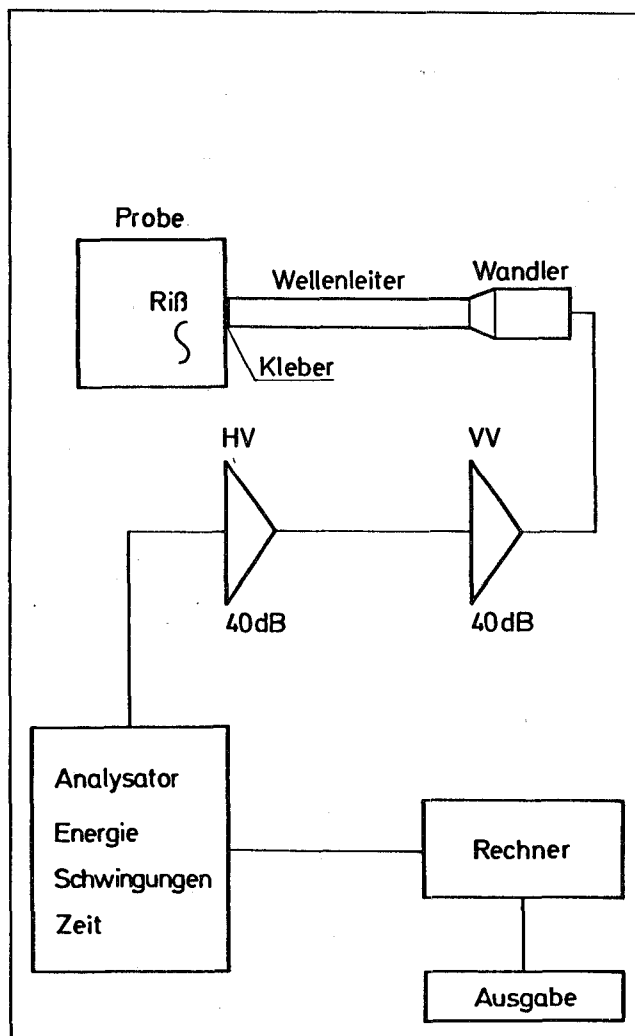 Probe
Riß
Wellenleiter
Wandler
Kleber
HV
VV
40dB
40dB
Analysator
Energie
Schwingungen
Zeit
Rechner
Ausgabe